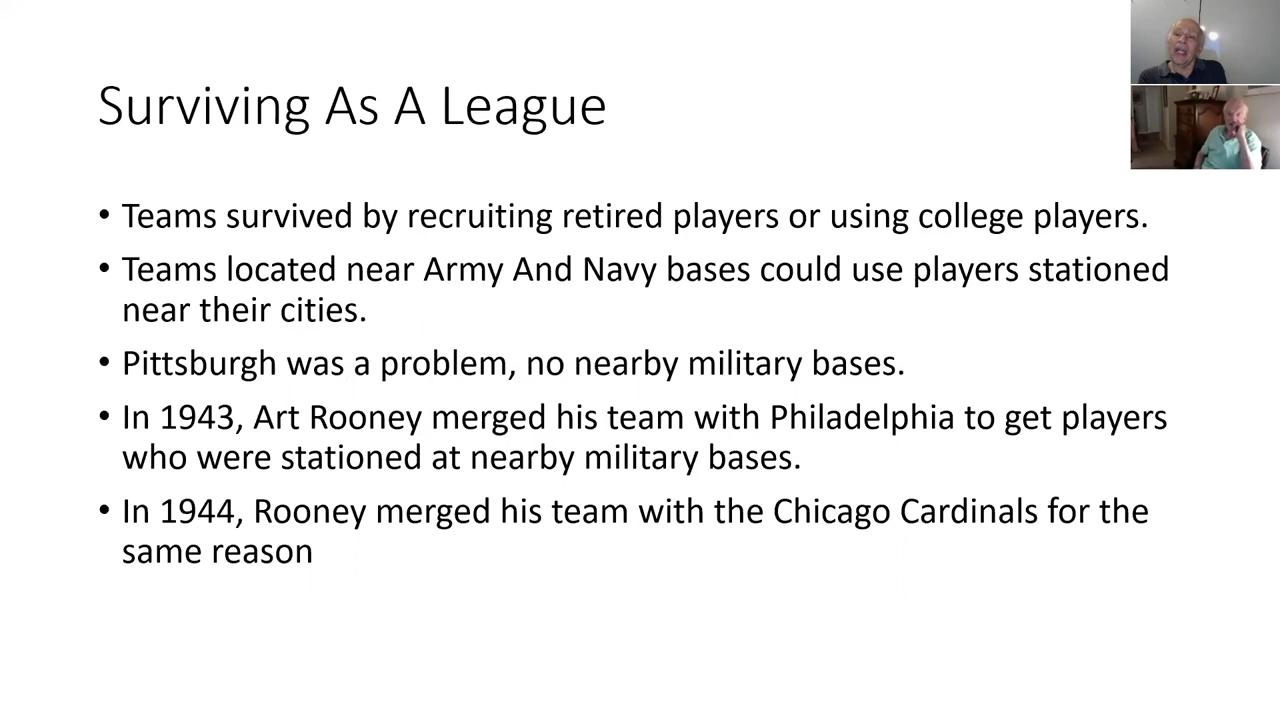 Surviving As A League
• Teams survived by recruiting retired players or using college players.
• Teams located near Army And Navy bases could use players stationed
near their cities.
• Pittsburgh was a problem, no nearby military bases.
• In 1943, Art Rooney merged his team with Philadelphia to get players
who were stationed at nearby military bases.
• In 1944, Rooney merged his team with the Chicago Cardinals for the
same reason